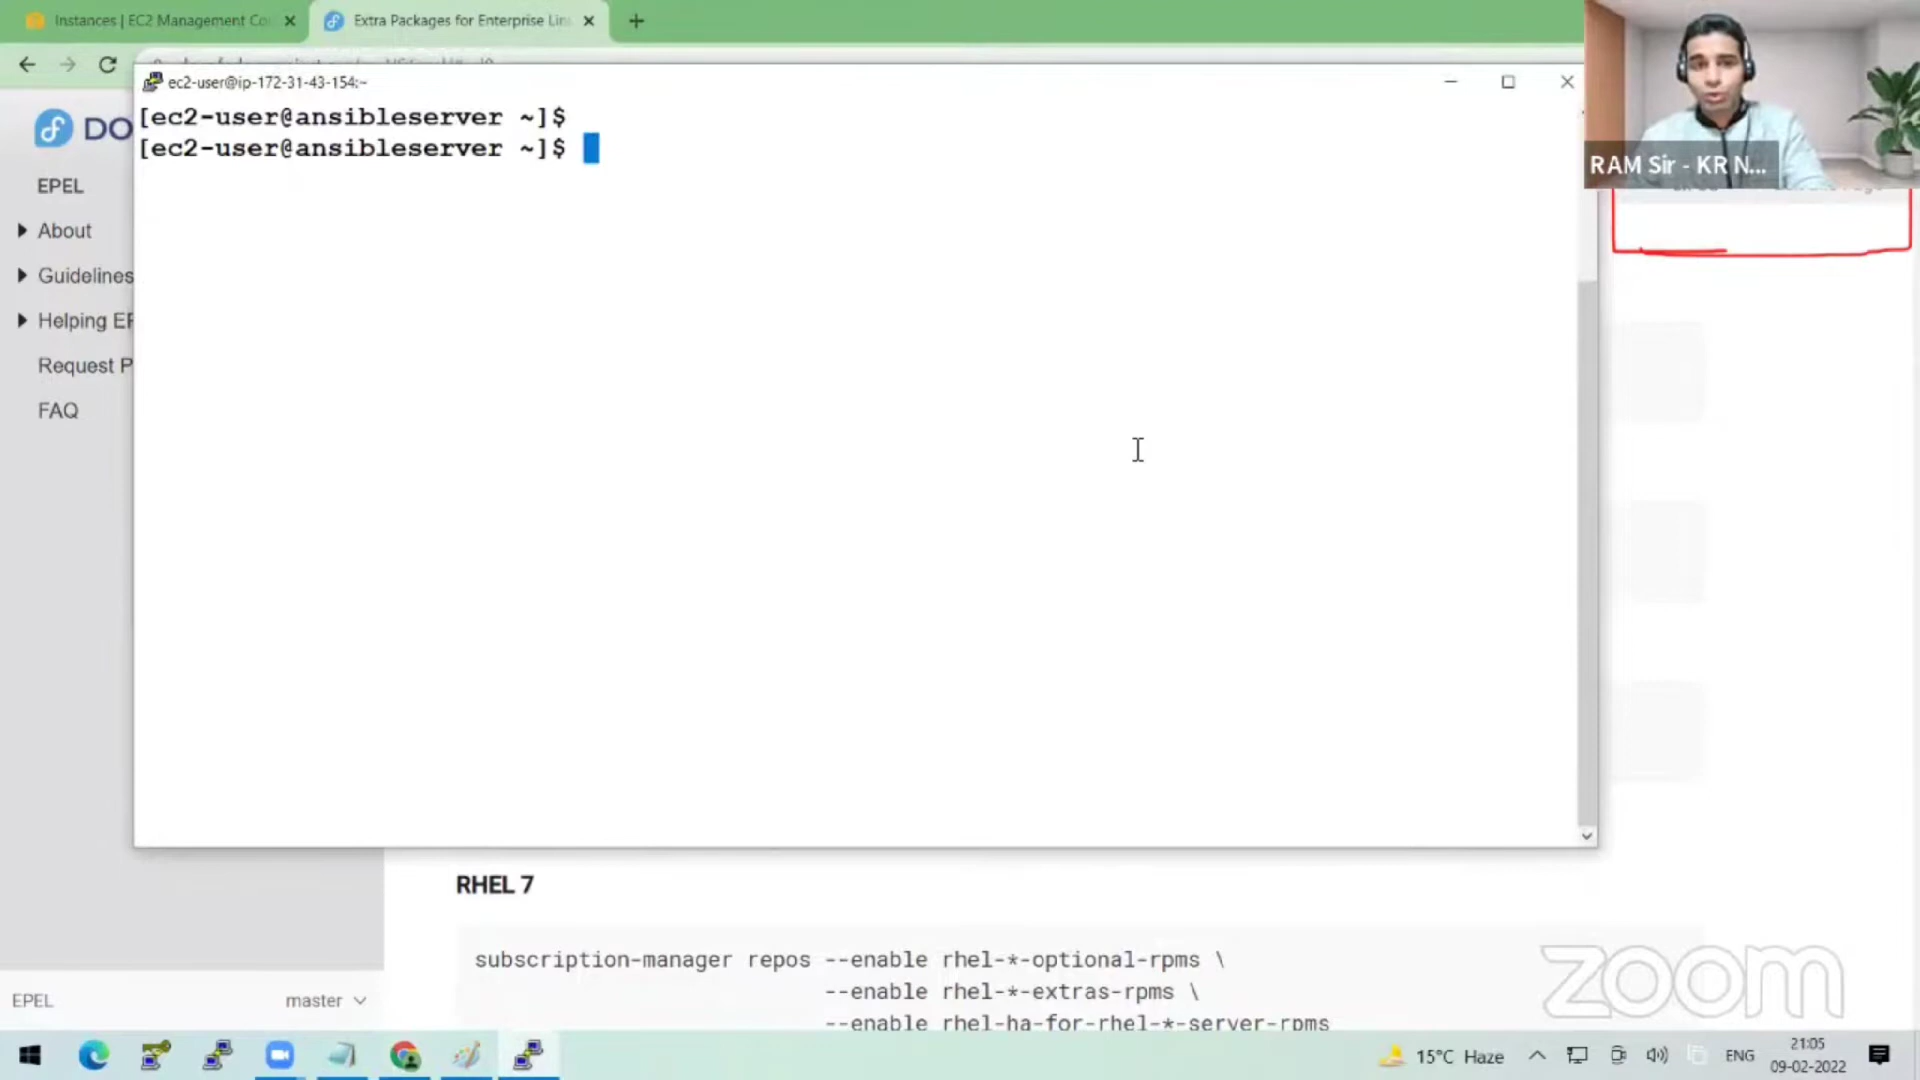 Instances | EC2 Management Co
Extra Packages for Enterprise Lin
ec2-user@ip-172-31-43-154:~
[ec2-user@ansibleserver ~]$
[ec2-user@ansibleserver ~]$
RAM Sir - KR N...
DO
EPEL
About
Guidelines
Helping EP
Request P
FAQ
RHEL 7
subscription-manager repos --enable rhel-*-optional-rpms \
--enable rhel-*-extras-rpms \
--enable rhel-ha-for-rhel-*-server-rpms
zoom
EPEL
master
15°C Haze
ENG
21:05
09-02-2022